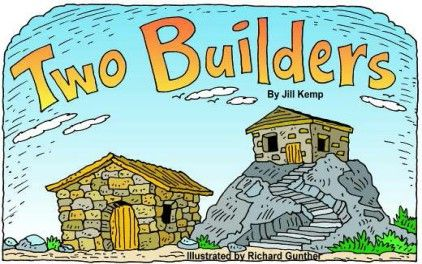 Two Builders
By Jill Kemp
Illustrated by Richard Gunther